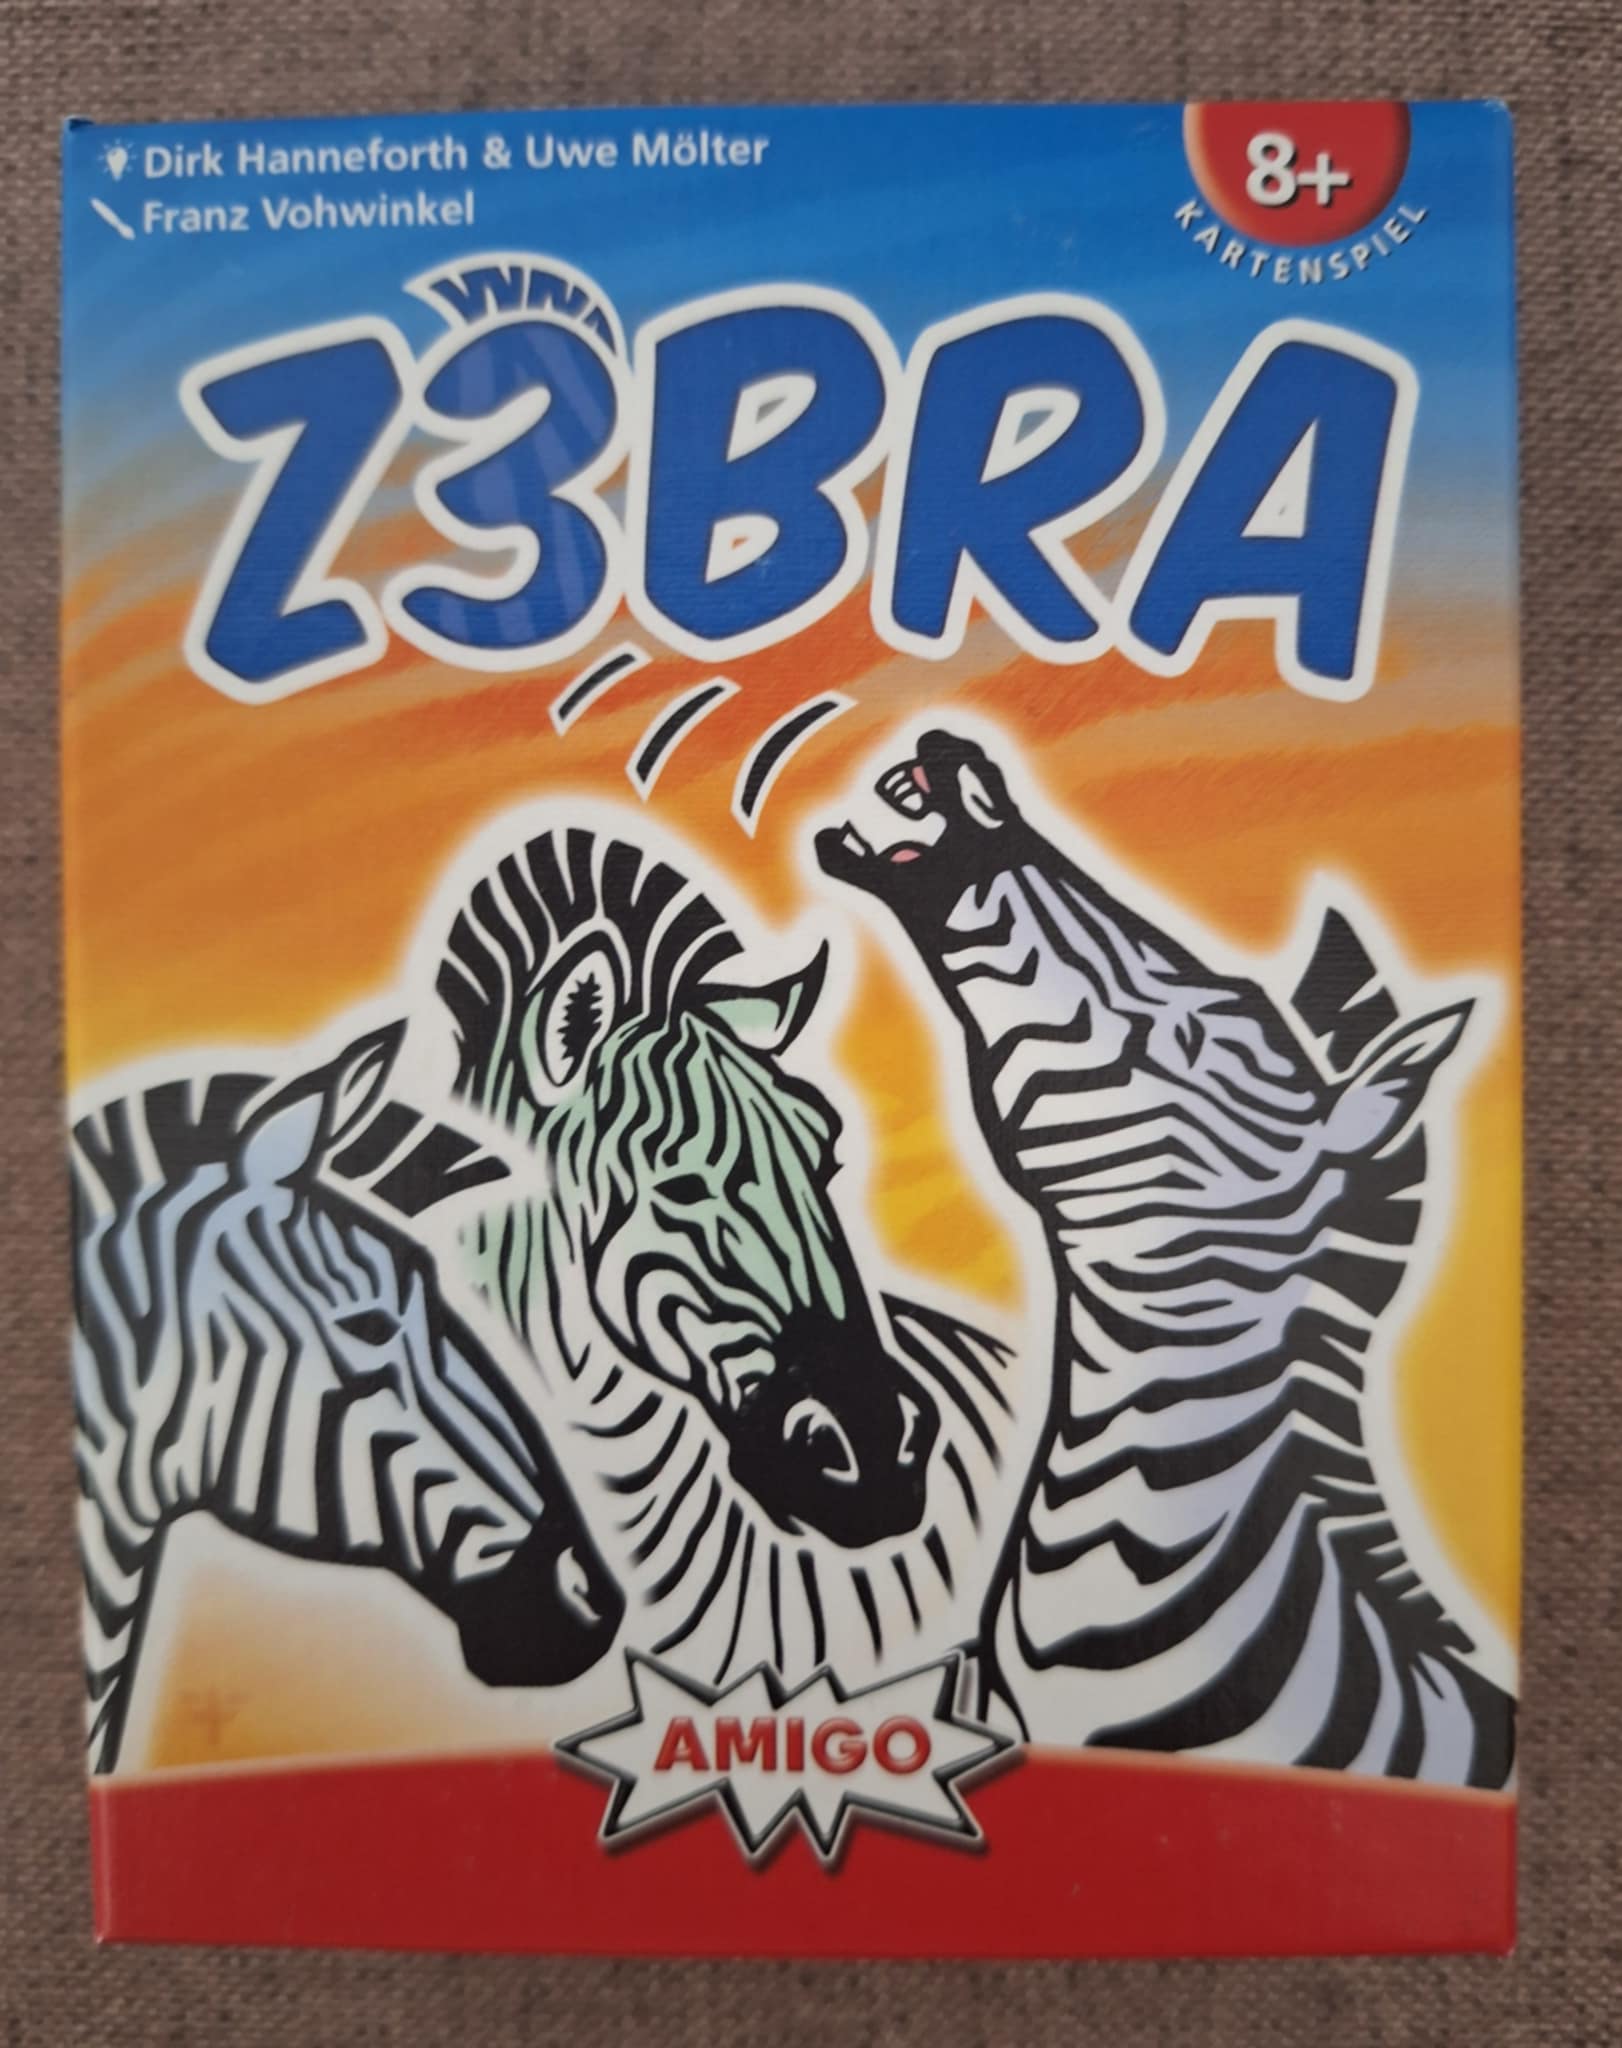 Dirk Hanneforth & Uwe Mölter
Franz Vohwinkel
8+
KARTENSPIEL
Z3BRA
AMIGO